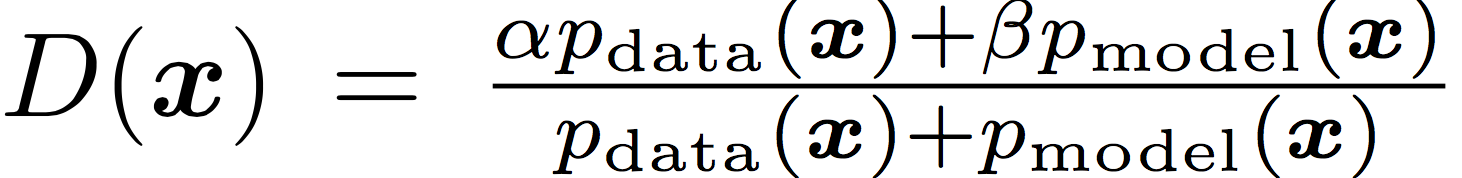 D(𝒙) = (αp_data(𝒙)+βp_model(𝒙)) / (p_data(𝒙)+p_model(𝒙))